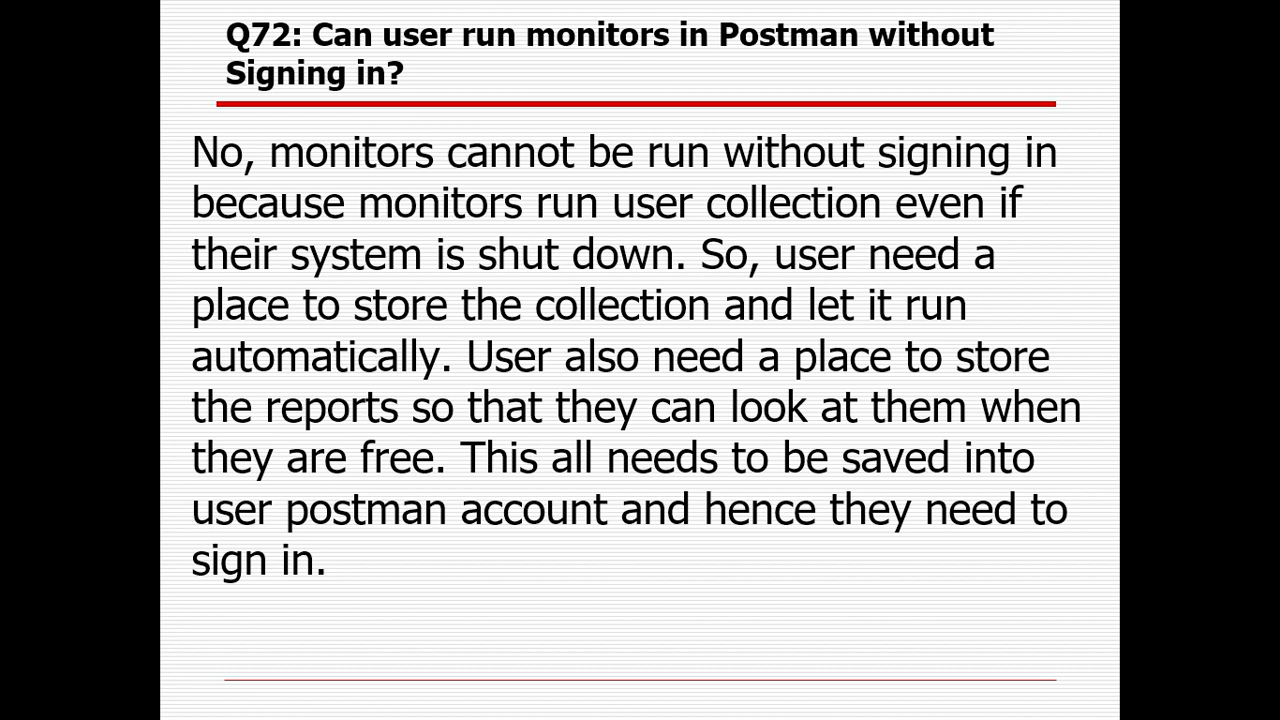 Q72: Can user run monitors in Postman without
Signing in?
No, monitors cannot be run without signing in
because monitors run user collection even if
their system is shut down. So, user need a
place to store the collection and let it run
automatically. User also need a place to store
the reports so that they can look at them when
they are free. This all needs to be saved into
user postman account and hence they need to
sign in.